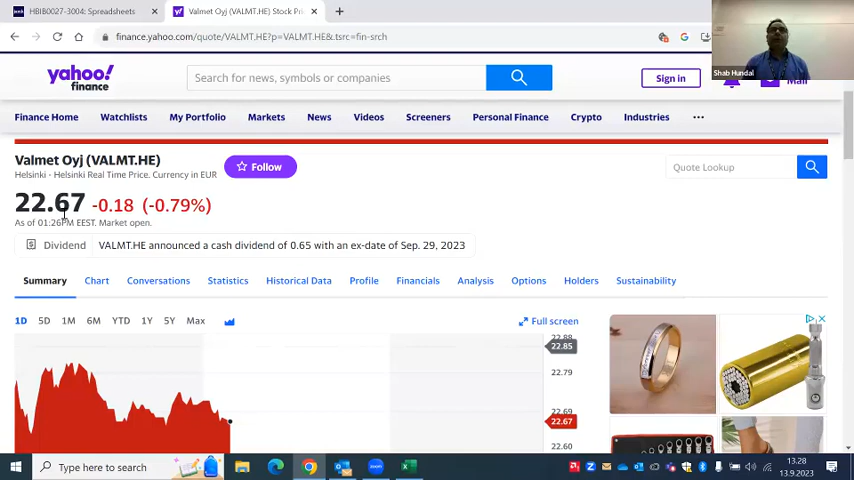 HBIB0027-3004: Spreadsheets
Valmet Oyj (VALMT.HE) Stock Pri
finance.yahoo.com/quote/VALMT.HE?p=VALMT.HE&.tsrc=fin-srch
Shab Hundal
yahoo!
finance
Search for news, symbols or companies
Sign in
Mail
Finance Home
Watchlists
My Portfolio
Markets
News
Videos
Screeners
Personal Finance
Crypto
Industries
Valmet Oyj (VALMT.HE)
Follow
Quote Lookup
Helsinki - Helsinki Real Time Price. Currency in EUR
22.67 -0.18 (-0.79%)
As of 01:26PM EEST. Market open.
Dividend
VALMT.HE announced a cash dividend of 0.65 with an ex-date of Sep. 29, 2023
Summary
Chart
Conversations
Statistics
Historical Data
Profile
Financials
Analysis
Options
Holders
Sustainability
1D 5D 1M 6M YTD 1Y 5Y Max
Full screen
22.88
22.85
22.79
22.69
22.67
22.60
Type here to search
13.28
13.9.2023